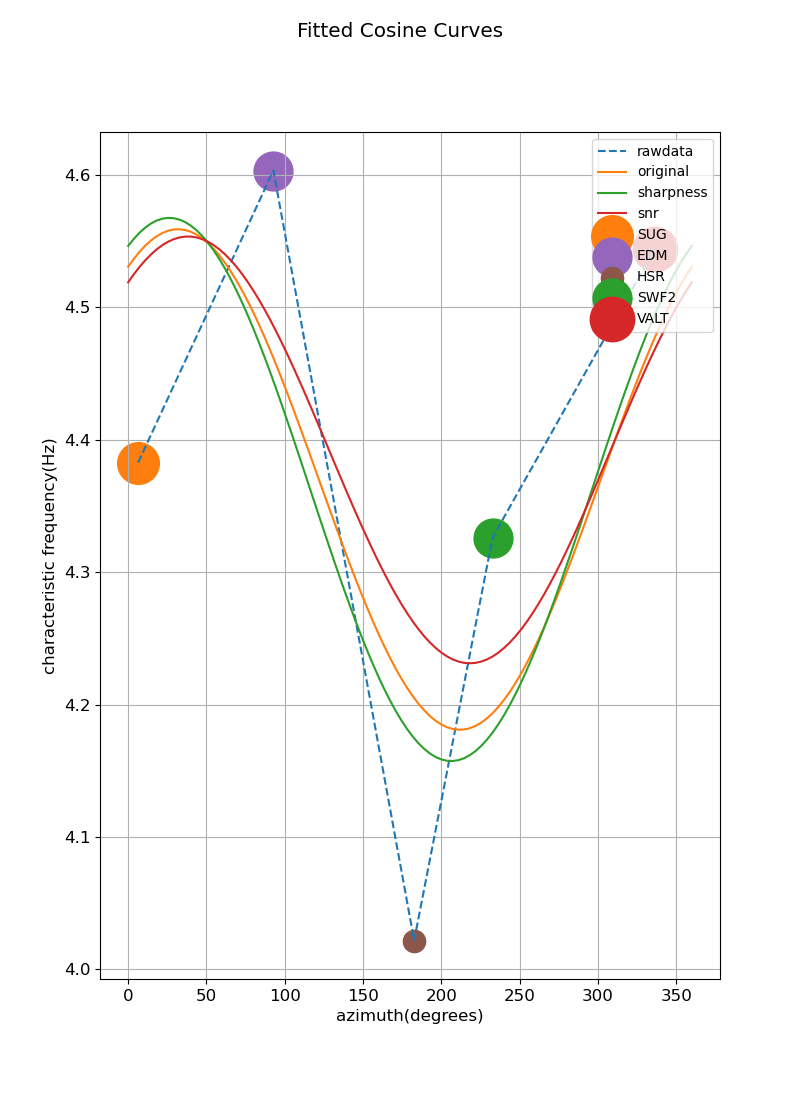 Fitted Cosine Curves
rawdata
original
sharpness
snr
SUG
EDM
HSR
SWF2
VALT
4.6
4.5
4.4
4.3
4.2
4.1
4.0
characteristic frequency(Hz)
0 50 100 150 200 250 300 350
azimuth(degrees)